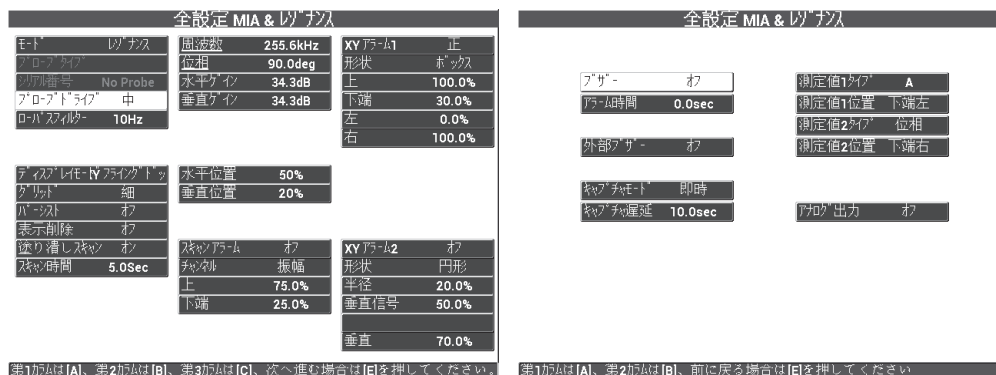 全設定 MIA & レゾナンス
モード レゾナンス
プローブタイプ
シリアル番号 No Probe
プローブドライブ 中
ローパスフィルター 10Hz
周波数 255.6kHz
位相 90.0deg
水平ゲイン 34.3dB
垂直ゲイン 34.3dB
XYアラーム1 正
形状 ボックス
上 100.0%
下端 30.0%
左 0.0%
右 100.0%
ディスプレイモード XY フライングドッ
グリッド 細
パーシスト オフ
表示削除 オフ
塗り潰しスキャン オン
スキャン時間 5.0Sec
水平位置 50%
垂直位置 20%
スキャンアラーム オフ
チャンネル 振幅
上 75.0%
下端 25.0%
XYアラーム2 オフ
形状 円形
半径 20.0%
垂直信号 50.0%
垂直 70.0%
第1カラムは[A]、第2カラムは[B]、第3カラムは[C]、次へ進む場合は[E]を押してください。
全設定 MIA & レゾナンス
ブザー オフ
アラーム時間 0.0sec
外部ブザー オフ
キャプチャモード 即時
キャプチャ遅延 10.0sec
測定値1タイプ A
測定値1位置 下端左
測定値2タイプ 位相
測定値2位置 下端右
アナログ出力 オフ
第1カラムは[A]、第2カラムは[B]、前に戻る場合は[E]を押してください